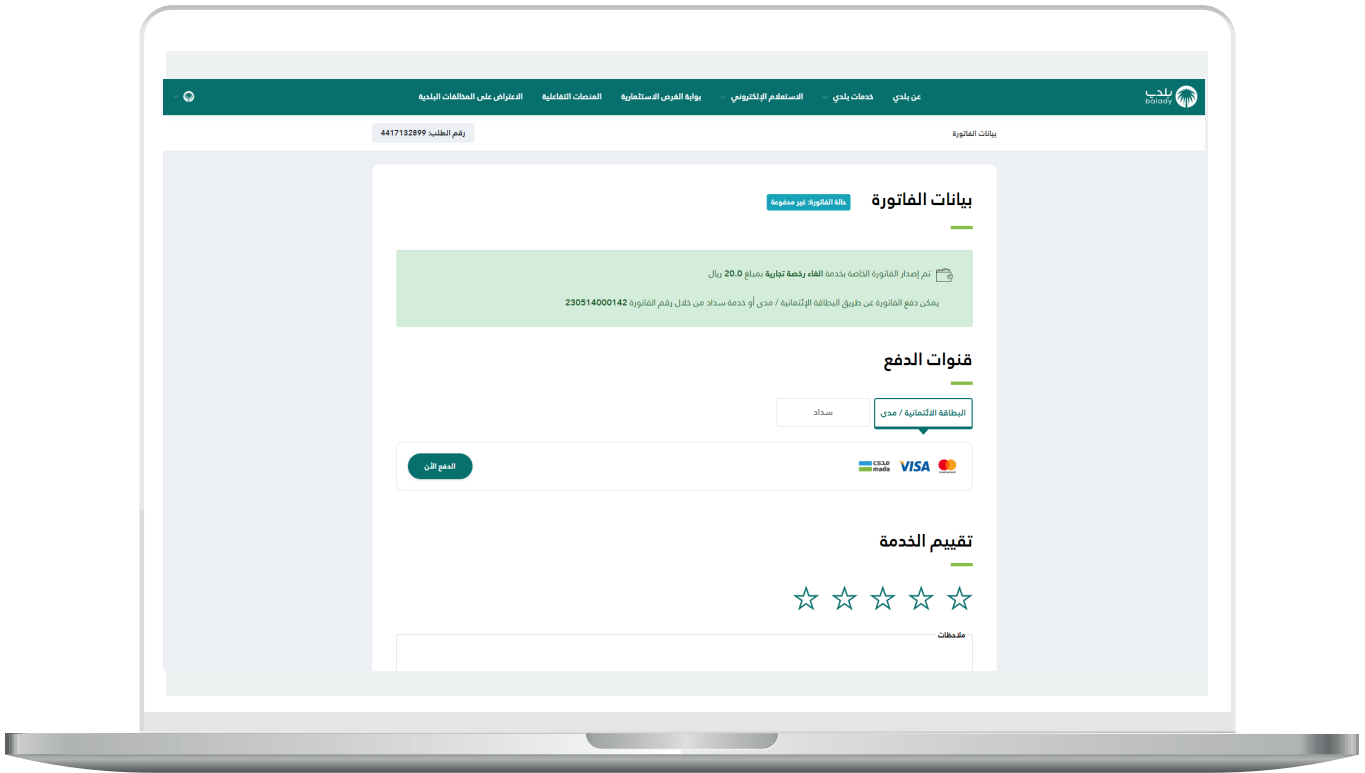 بلدي
balady
عن بلدي
خدمات بلدي
الاستعلام الإلكتروني
بوابة الفرص الاستثمارية
المنصات التفاعلية
الاعتراض على المخالفات البلدية
بيانات الفاتورة
رقم الطلب: 4417132899
بيانات الفاتورة
حالة الفاتورة: غير مدفوعة
تم إصدار الفاتورة الخاصة بخدمة الغاء رخصة تجارية بمبلغ 20.0 ريال
يمكن دفع الفاتورة عن طريق البطاقة الإئتمانية / مدى أو خدمة سداد من خلال رقم الفاتورة 230514000142
قنوات الدفع
البطاقة الائتمانية / مدى
سداد
VISA
مدى
mada
الدفع الأن
تقييم الخدمة
ملاحظات